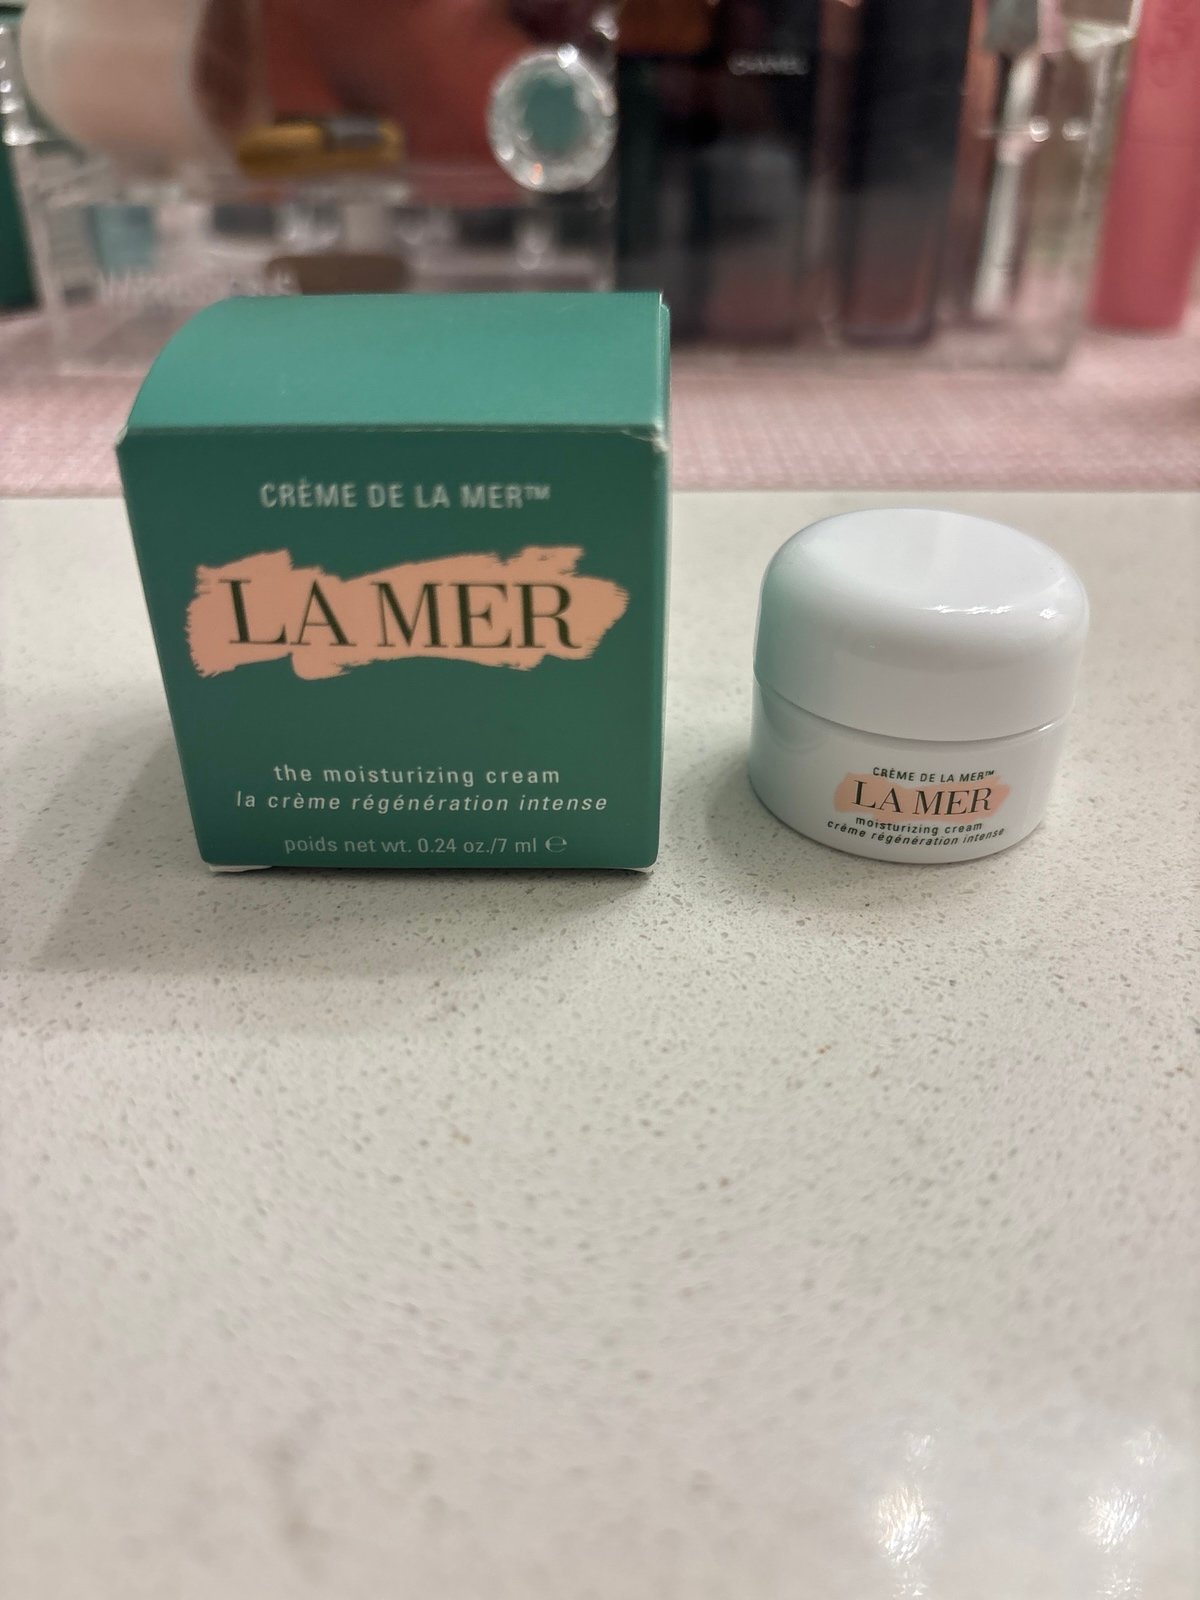 CHANEL
CRÈME DE LA MER™
LA MER
the moisturizing cream
la crème régénération intense
poids net wt. 0.24 oz./7 ml ℮
CRÈME DE LA MER™
LA MER
moisturizing cream
crème régénération intense